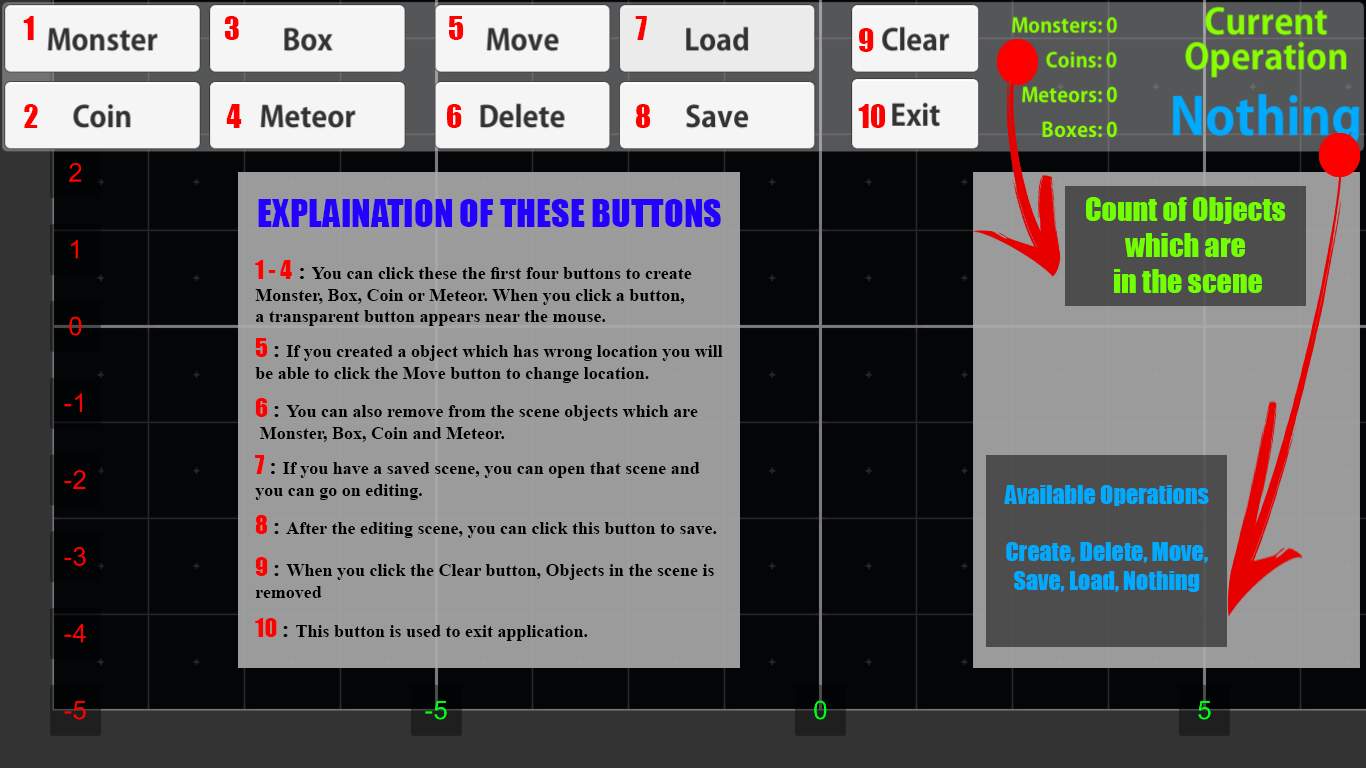 1 Monster
3 Box
5 Move
7 Load
9 Clear
2 Coin
4 Meteor
6 Delete
8 Save
10 Exit
Monsters: 0
Coins: 0
Meteors: 0
Boxes: 0
Current
Operation
Nothing
2
1
0
-1
-2
-3
-4
-5
EXPLAINATION OF THESE BUTTONS
1 - 4 : You can click these the first four buttons to create
Monster, Box, Coin or Meteor. When you click a button,
a transparent button appears near the mouse.
5 : If you created a object which has wrong location you will
be able to click the Move button to change location.
6 : You can also remove from the scene objects which are
Monster, Box, Coin and Meteor.
7 : If you have a saved scene, you can open that scene and
you can go on editing.
8 : After the editing scene, you can click this button to save.
9 : When you click the Clear button, Objects in the scene is
removed
10 : This button is used to exit application.
Count of Objects
which are
in the scene
Available Operations
Create, Delete, Move,
Save, Load, Nothing
-5
0
5